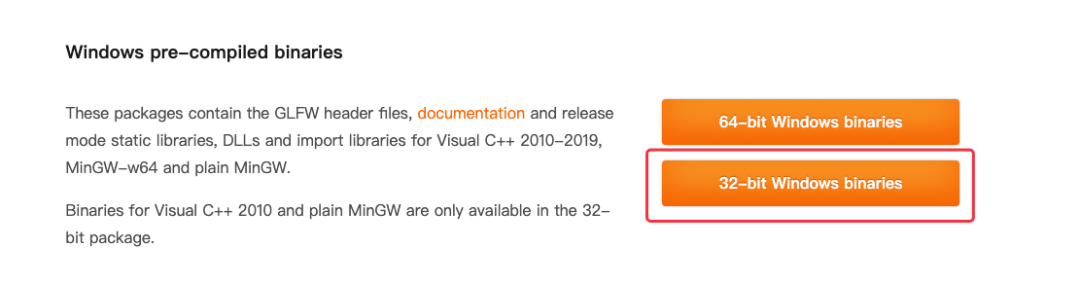 Windows pre-compiled binaries
These packages contain the GLFW header files, documentation and release
mode static libraries, DLLs and import libraries for Visual C++ 2010-2019,
MinGW-w64 and plain MinGW.
Binaries for Visual C++ 2010 and plain MinGW are only available in the 32-
bit package.
64-bit Windows binaries
32-bit Windows binaries